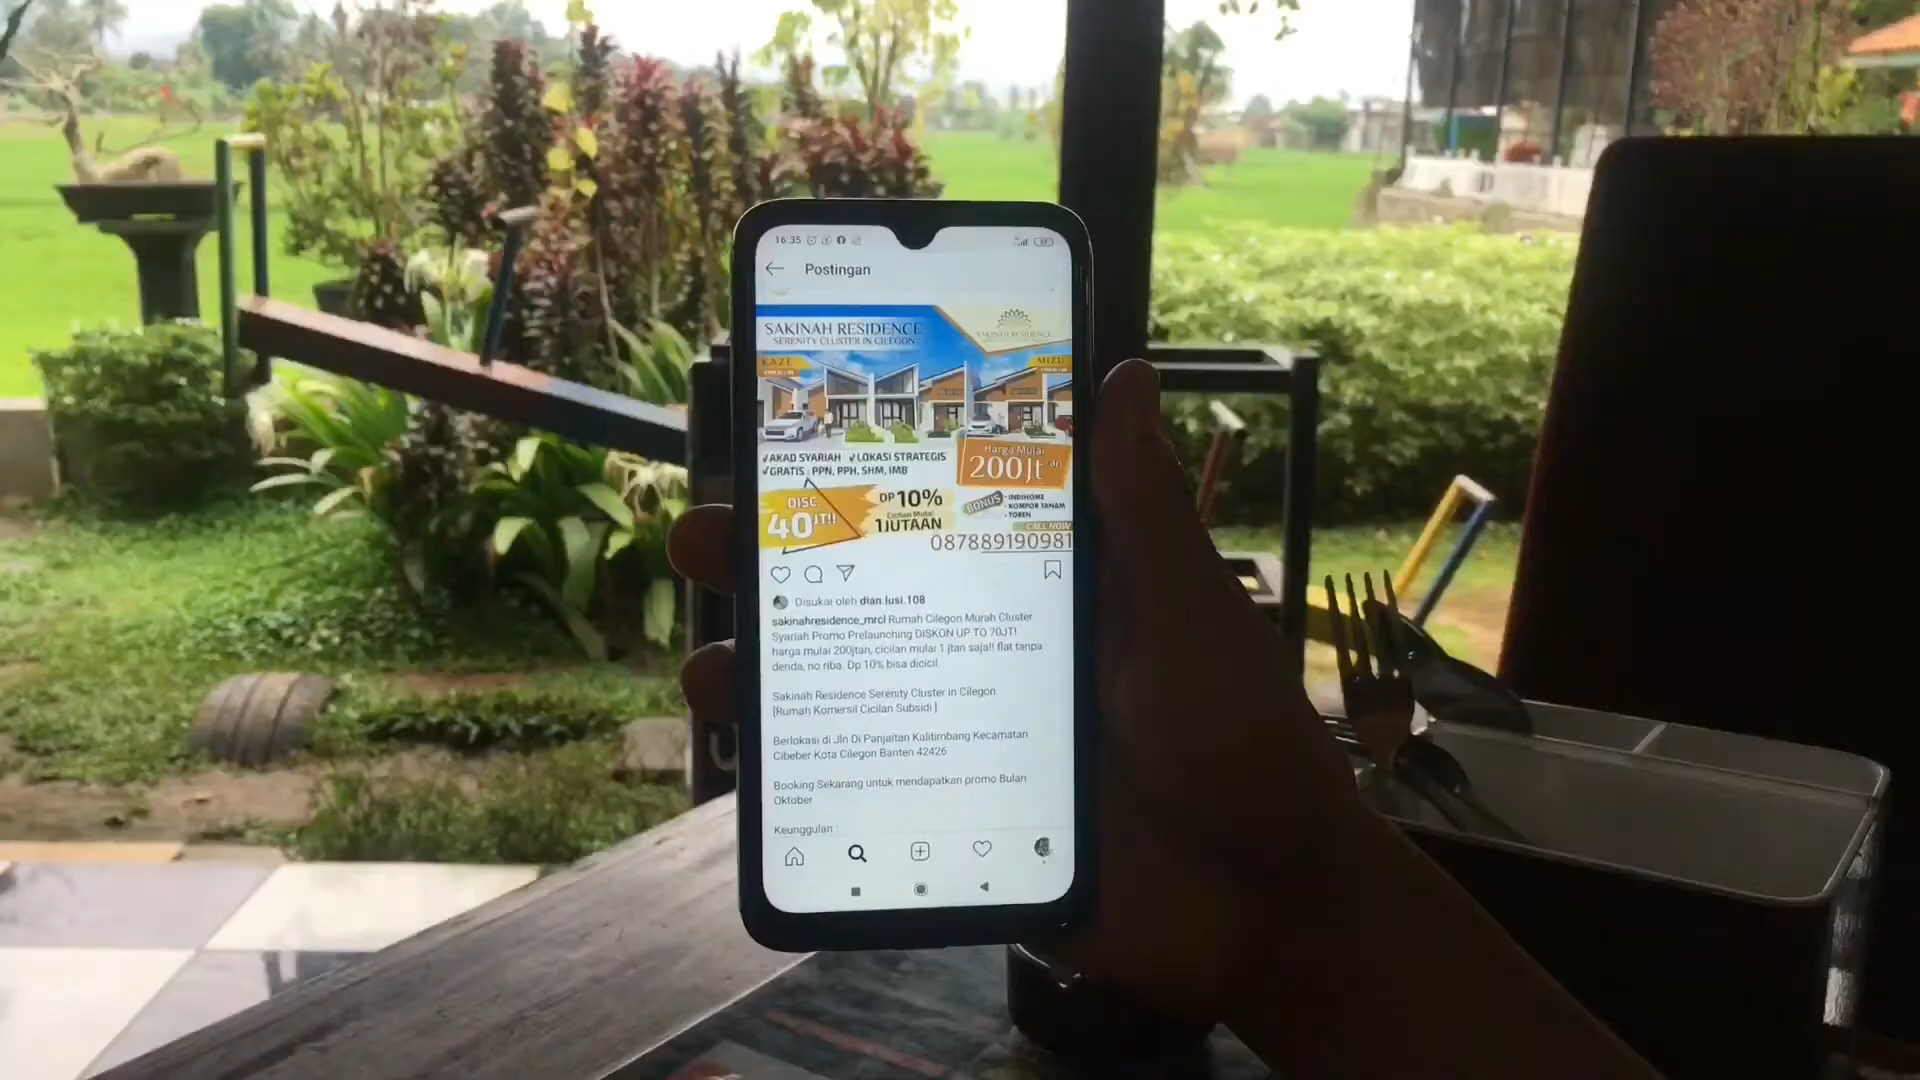 16:35
Postingan
SAKINAH RESIDENCE
SERENITY CLUSTER IN CILEGON
SAKINAH RESIDENCE
KAZE
MIZU
√AKAD SYARIAH √LOKASI STRATEGIS
√GRATIS : PPN, PPH, SHM, IMB
Harga Mulai
200Jt an
DISC.
40JT!!
DP 10%
Cicilan Mulai
1JUTAAN
BONUS
- INDIHOME
- KOMPOR TANAM
- TOREN
CALL NOW
087889190981
Disukai oleh dian.lusi.108
sakinahresidence_mrcl Rumah Cilegon Murah Cluster
Syariah Promo Prelaunching DISKON UP TO 70JT!
harga mulai 200jtan, cicilan mulai 1 jtan saja!! flat tanpa
denda, no riba. Dp 10% bisa dicicil.
Sakinah Residence Serenity Cluster in Cilegon.
[Rumah Komersil Cicilan Subsidi ]
Berlokasi di Jln Di Panjaitan Kalitimbang Kecamatan
Cibeber Kota Cilegon Banten 42426
Booking Sekarang untuk mendapatkan promo Bulan
Oktober
Keunggulan :